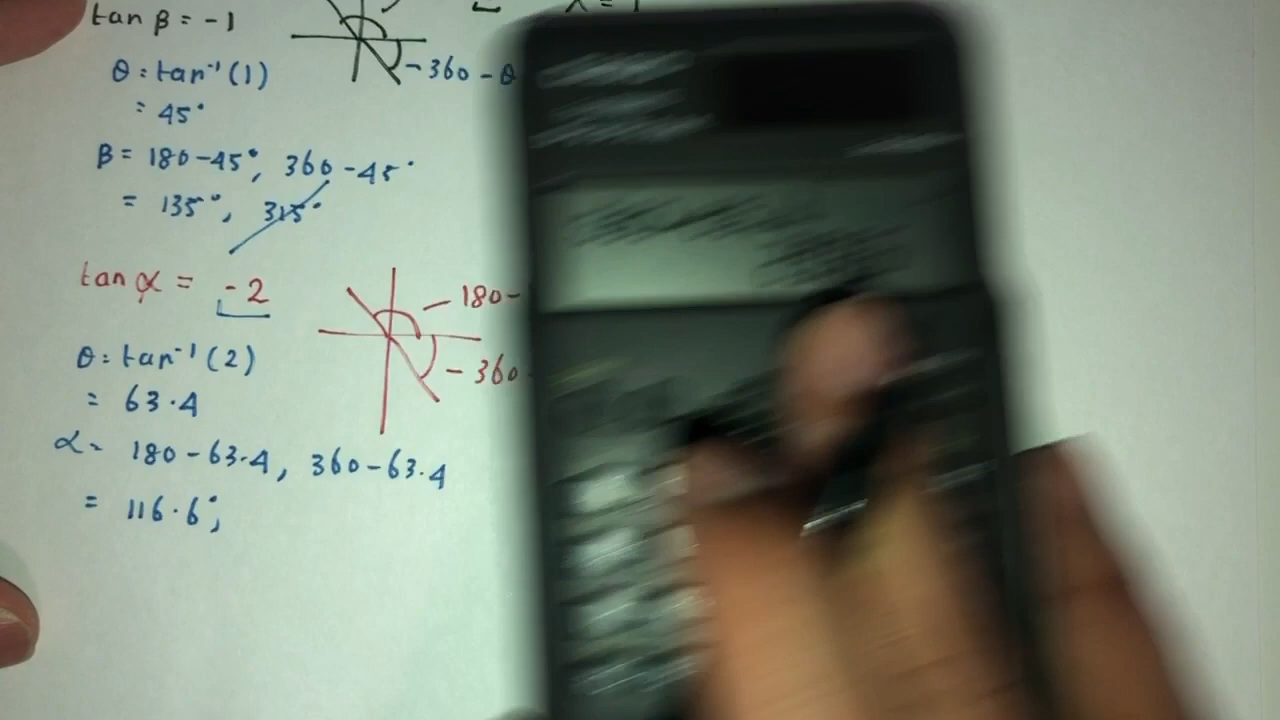 tan β = -1
θ = tan⁻¹(1)
-360-θ
= 45°
β = 180-45°, 360-45°
= 135°, 315°
tan α = -2
180-
θ = tan⁻¹(2)
-360
= 63.4
α = 180-63.4, 360-63.4
= 116.6°,